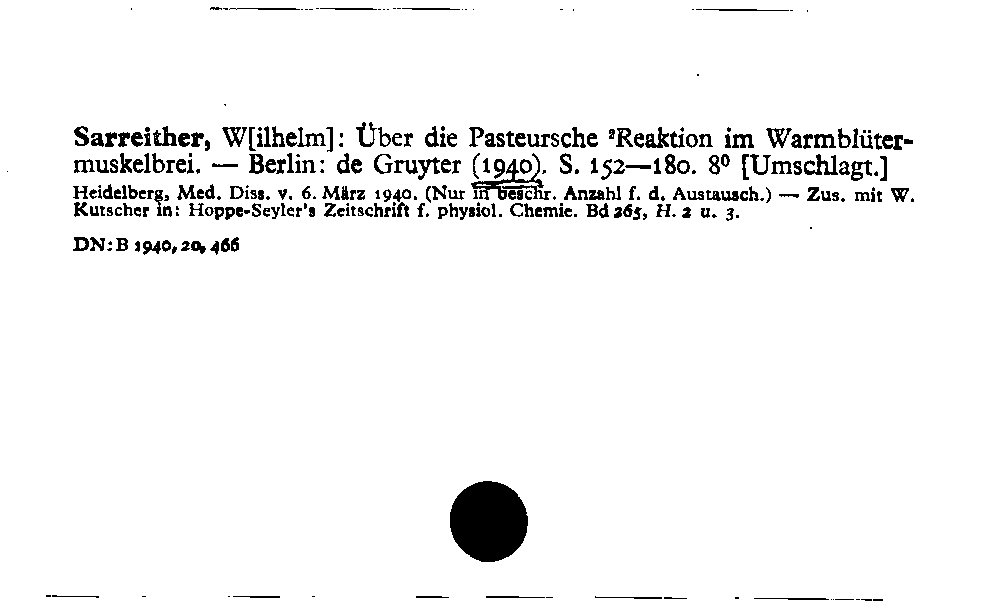 Sarreither, W[ilhelm]: Über die Pasteursche ²Reaktion im Warmblüter-
muskelbrei. — Berlin: de Gruyter (1940). S. 152—180. 8⁰ [Umschlagt.]
Heidelberg, Med. Diss. v. 6. März 1940. (Nur in beschr. Anzahl f. d. Austausch.) — Zus. mit W.
Kutscher in: Hoppe-Seyler's Zeitschrift f. physiol. Chemie. Bd 265, H. 2 u. 3.
DN: B 1940, 20, 466